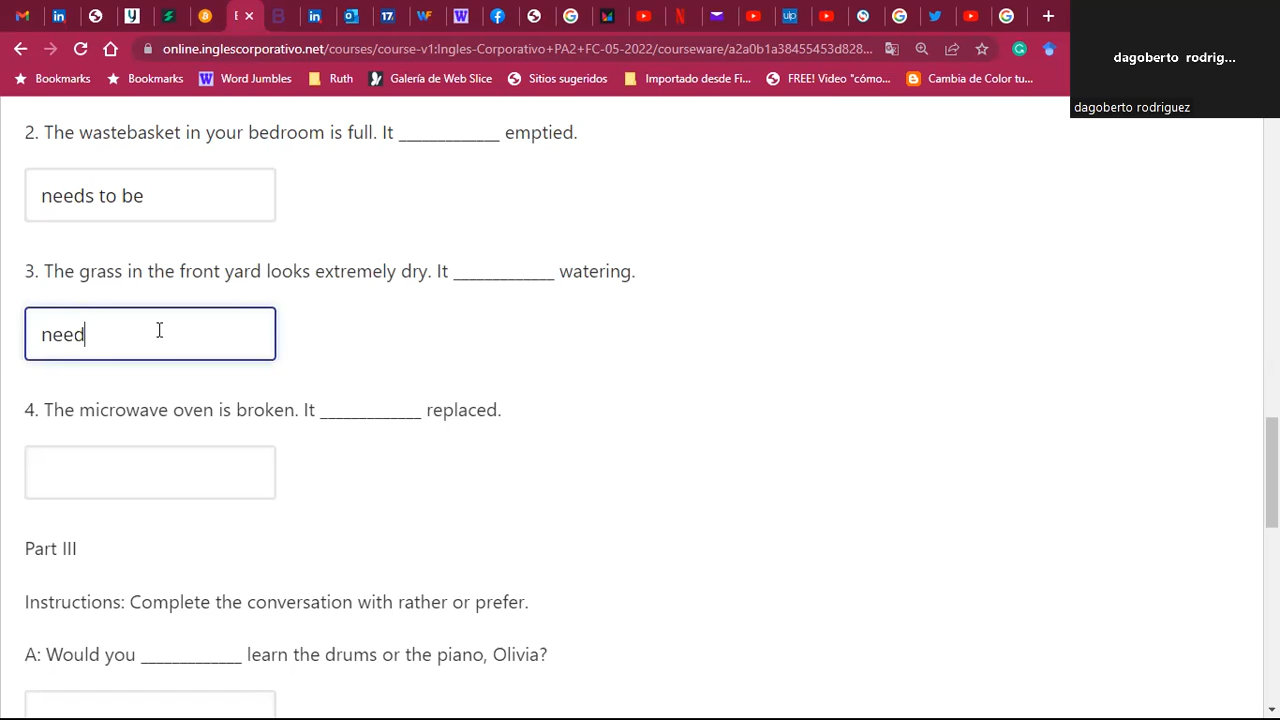 online.inglescorporativo.net/courses/course-v1:Ingles-Corporativo+PA2+FC-05-2022/courseware/a2a0b1a38455453d828...
dagoberto rodrig...
dagoberto rodriguez
Bookmarks Bookmarks Word Jumbles Ruth Galería de Web Slice Sitios sugeridos Importado desde Fi... FREE! Video "cómo... Cambia de Color tu...
2. The wastebasket in your bedroom is full. It ____________ emptied.
needs to be
3. The grass in the front yard looks extremely dry. It ____________ watering.
need
4. The microwave oven is broken. It ____________ replaced.
Part III
Instructions: Complete the conversation with rather or prefer.
A: Would you ____________ learn the drums or the piano, Olivia?